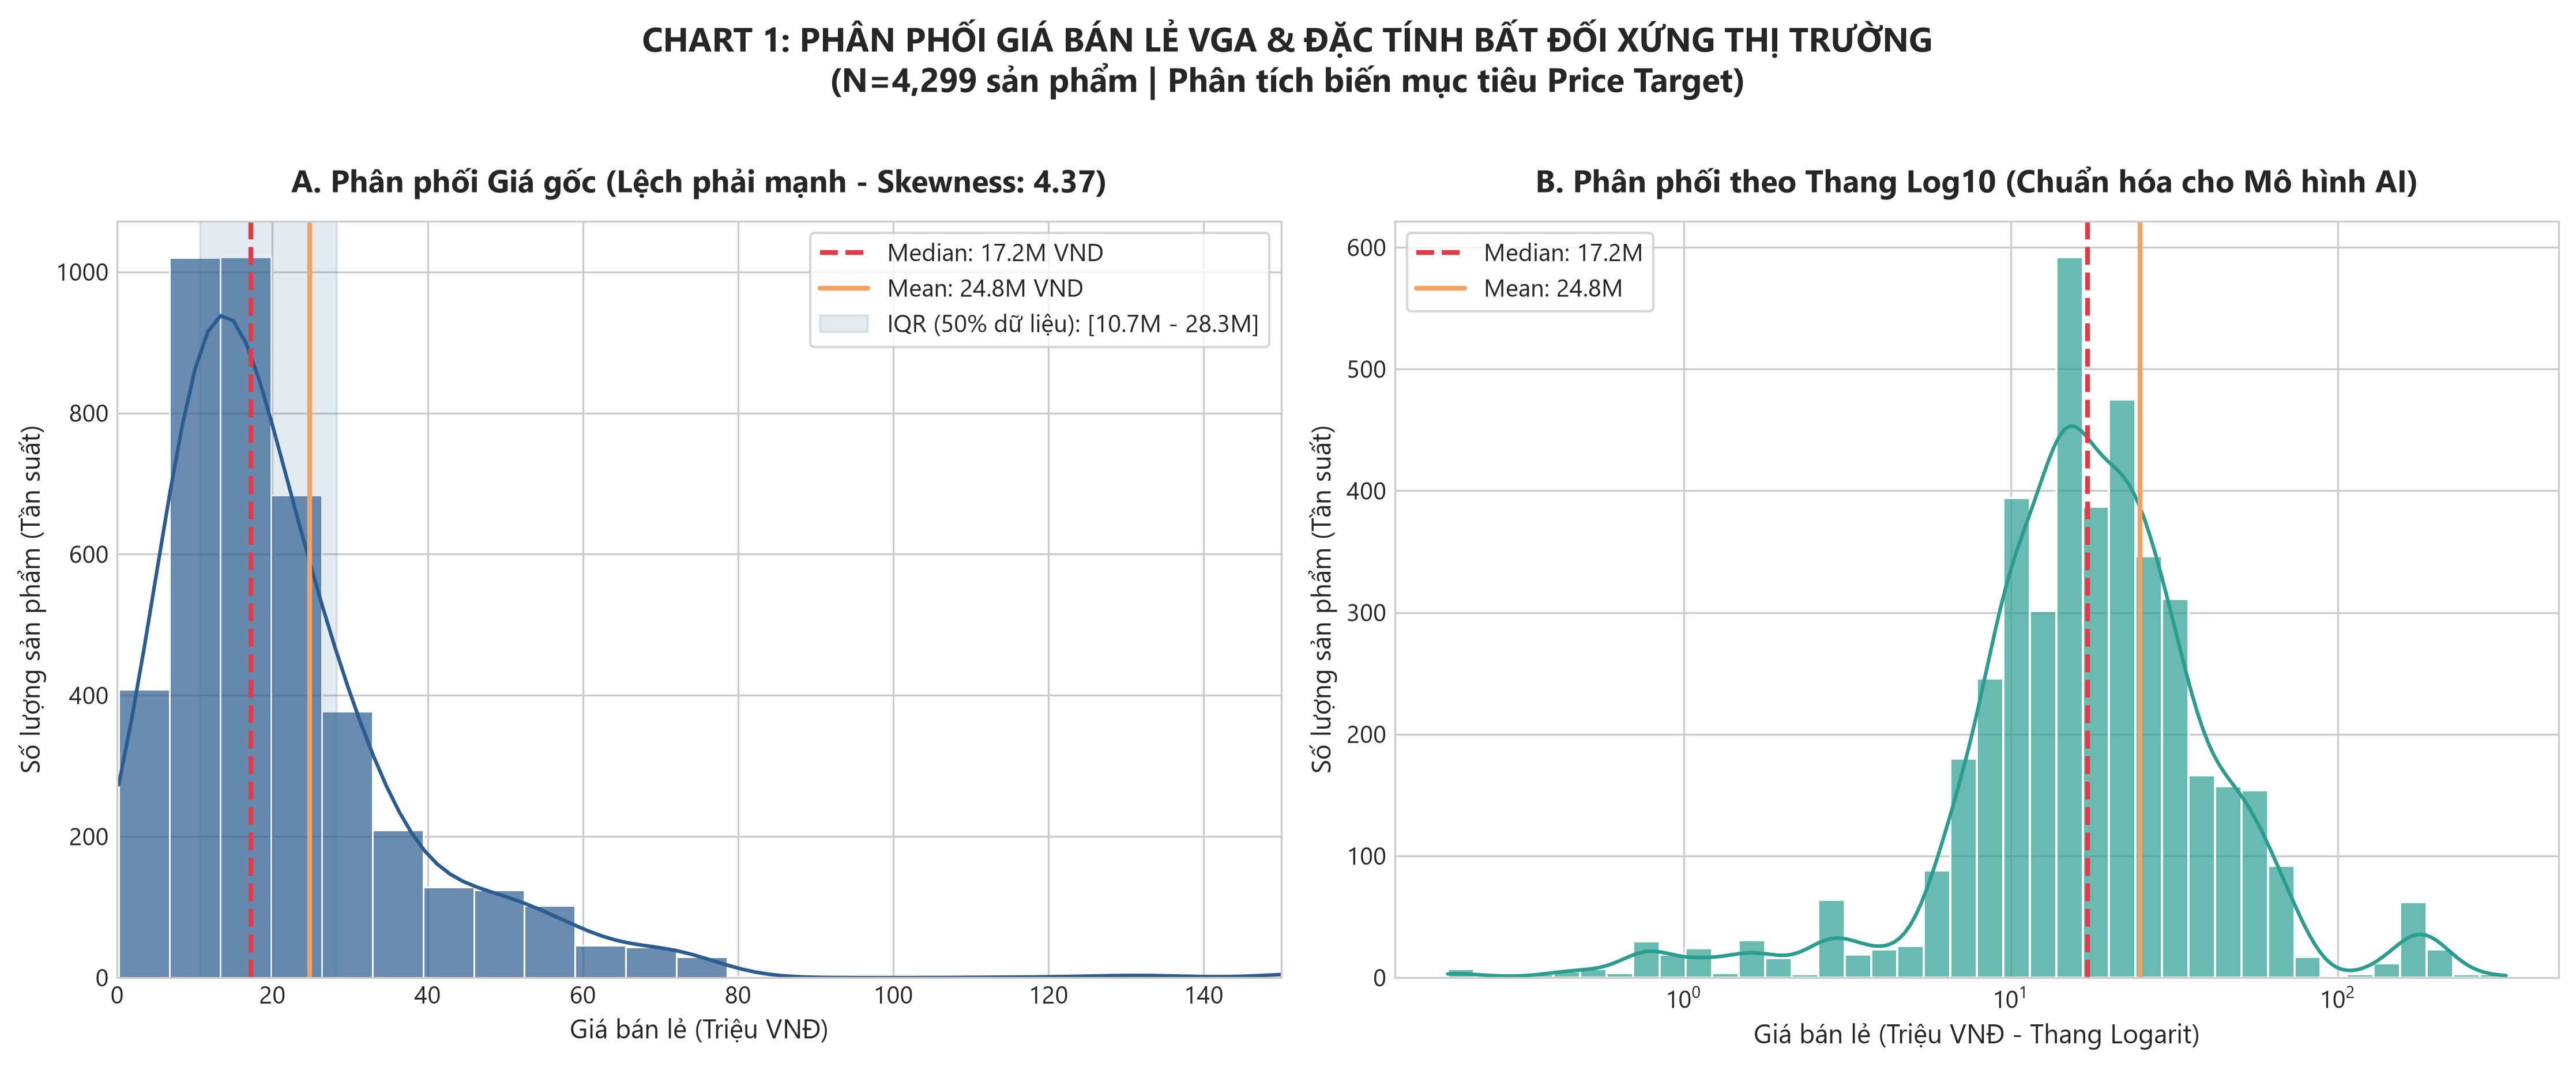 CHART 1: PHÂN PHỐI GIÁ BÁN LẺ VGA & ĐẶC TÍNH BẤT ĐỐI XỨNG THỊ TRƯỜNG
(N=4,299 sản phẩm | Phân tích biến mục tiêu Price Target)
A. Phân phối Giá gốc (Lệch phải mạnh - Skewness: 4.37)
Median: 17.2M VND
Mean: 24.8M VND
IQR (50% dữ liệu): [10.7M - 28.3M]
Số lượng sản phẩm (Tần suất)
1000
800
600
400
200
0
0 20 40 60 80 100 120 140
Giá bán lẻ (Triệu VNĐ)
B. Phân phối theo Thang Log10 (Chuẩn hóa cho Mô hình AI)
Median: 17.2M
Mean: 24.8M
Số lượng sản phẩm (Tần suất)
600
500
400
300
200
100
0
10⁰ 10¹ 10²
Giá bán lẻ (Triệu VNĐ - Thang Logarit)